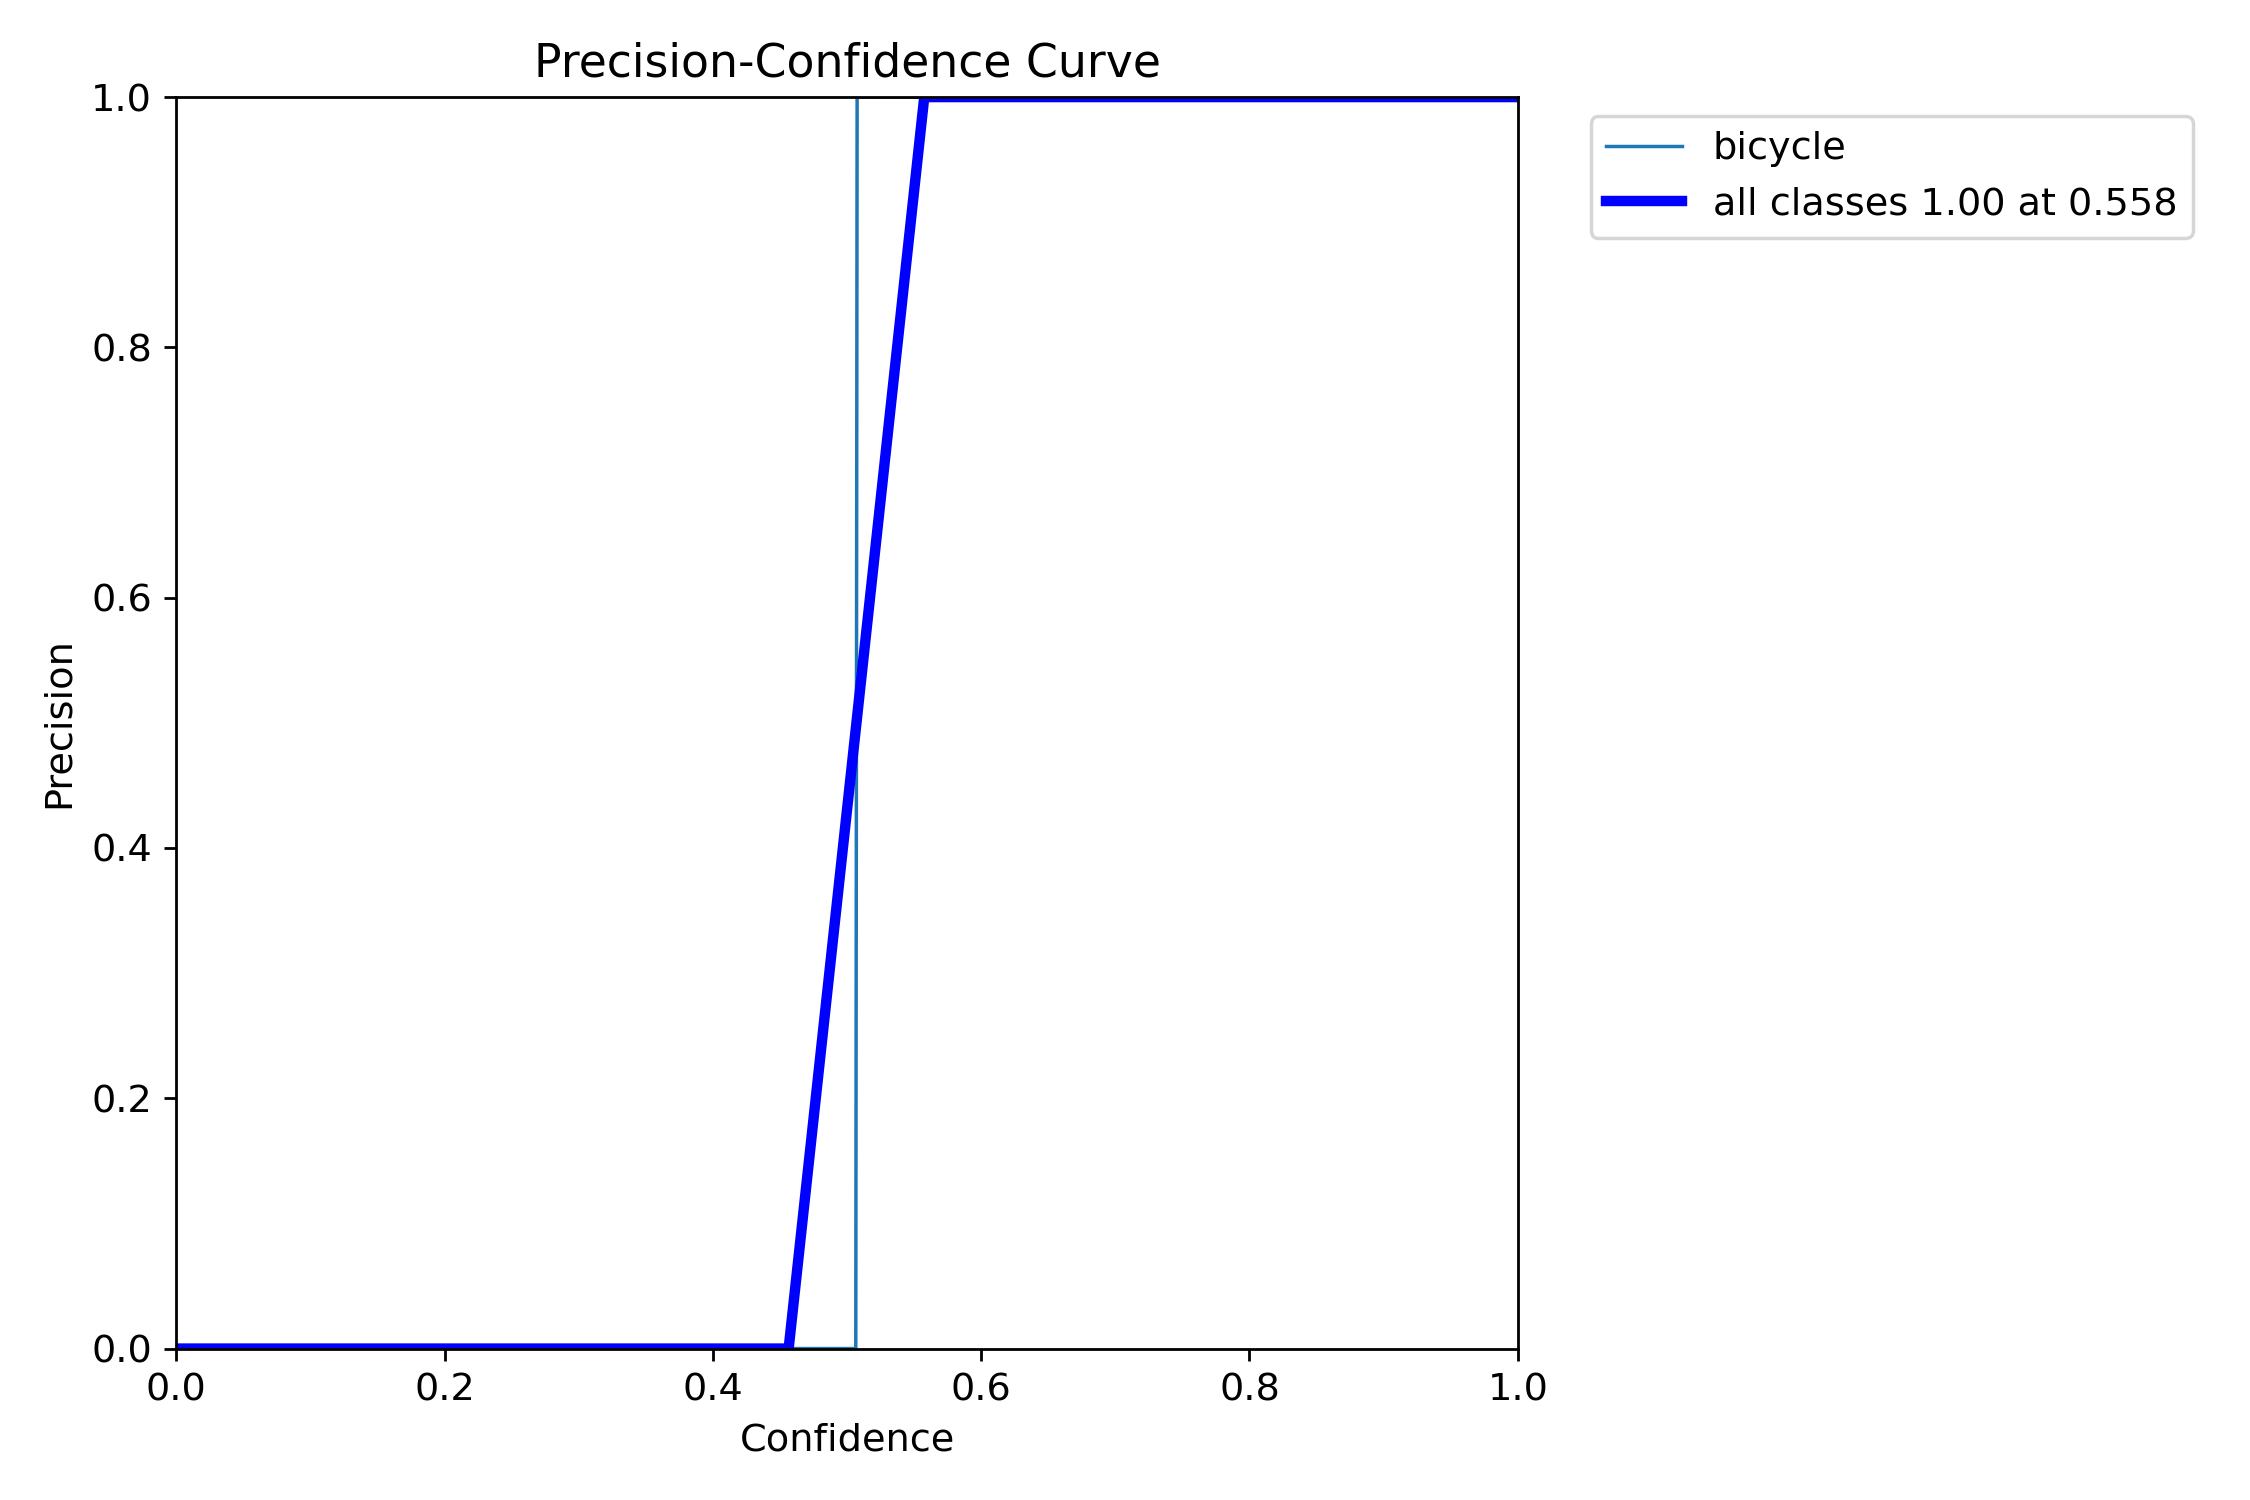 Precision-Confidence Curve
1.0
0.8
0.6
0.4
0.2
0.0
Precision
0.0 0.2 0.4 0.6 0.8 1.0
Confidence
bicycle
all classes 1.00 at 0.558